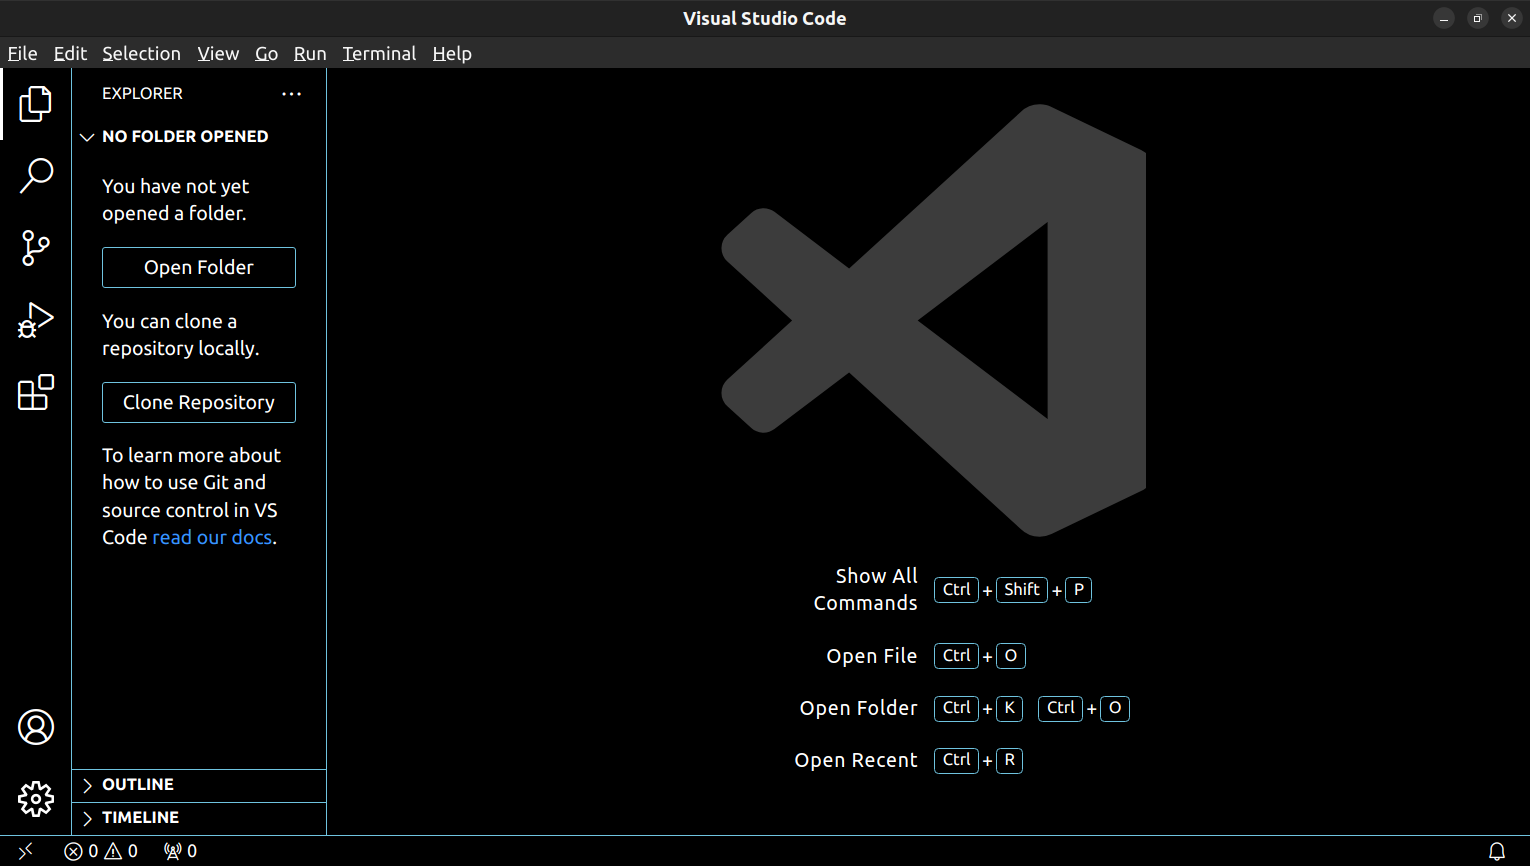 Visual Studio Code
File Edit Selection View Go Run Terminal Help
EXPLORER
NO FOLDER OPENED
You have not yet
opened a folder.
Open Folder
You can clone a
repository locally.
Clone Repository
To learn more about
how to use Git and
source control in VS
Code read our docs.
OUTLINE
TIMELINE
Show All
Commands Ctrl + Shift + P
Open File Ctrl + O
Open Folder Ctrl + K Ctrl + O
Open Recent Ctrl + R
0 0 0